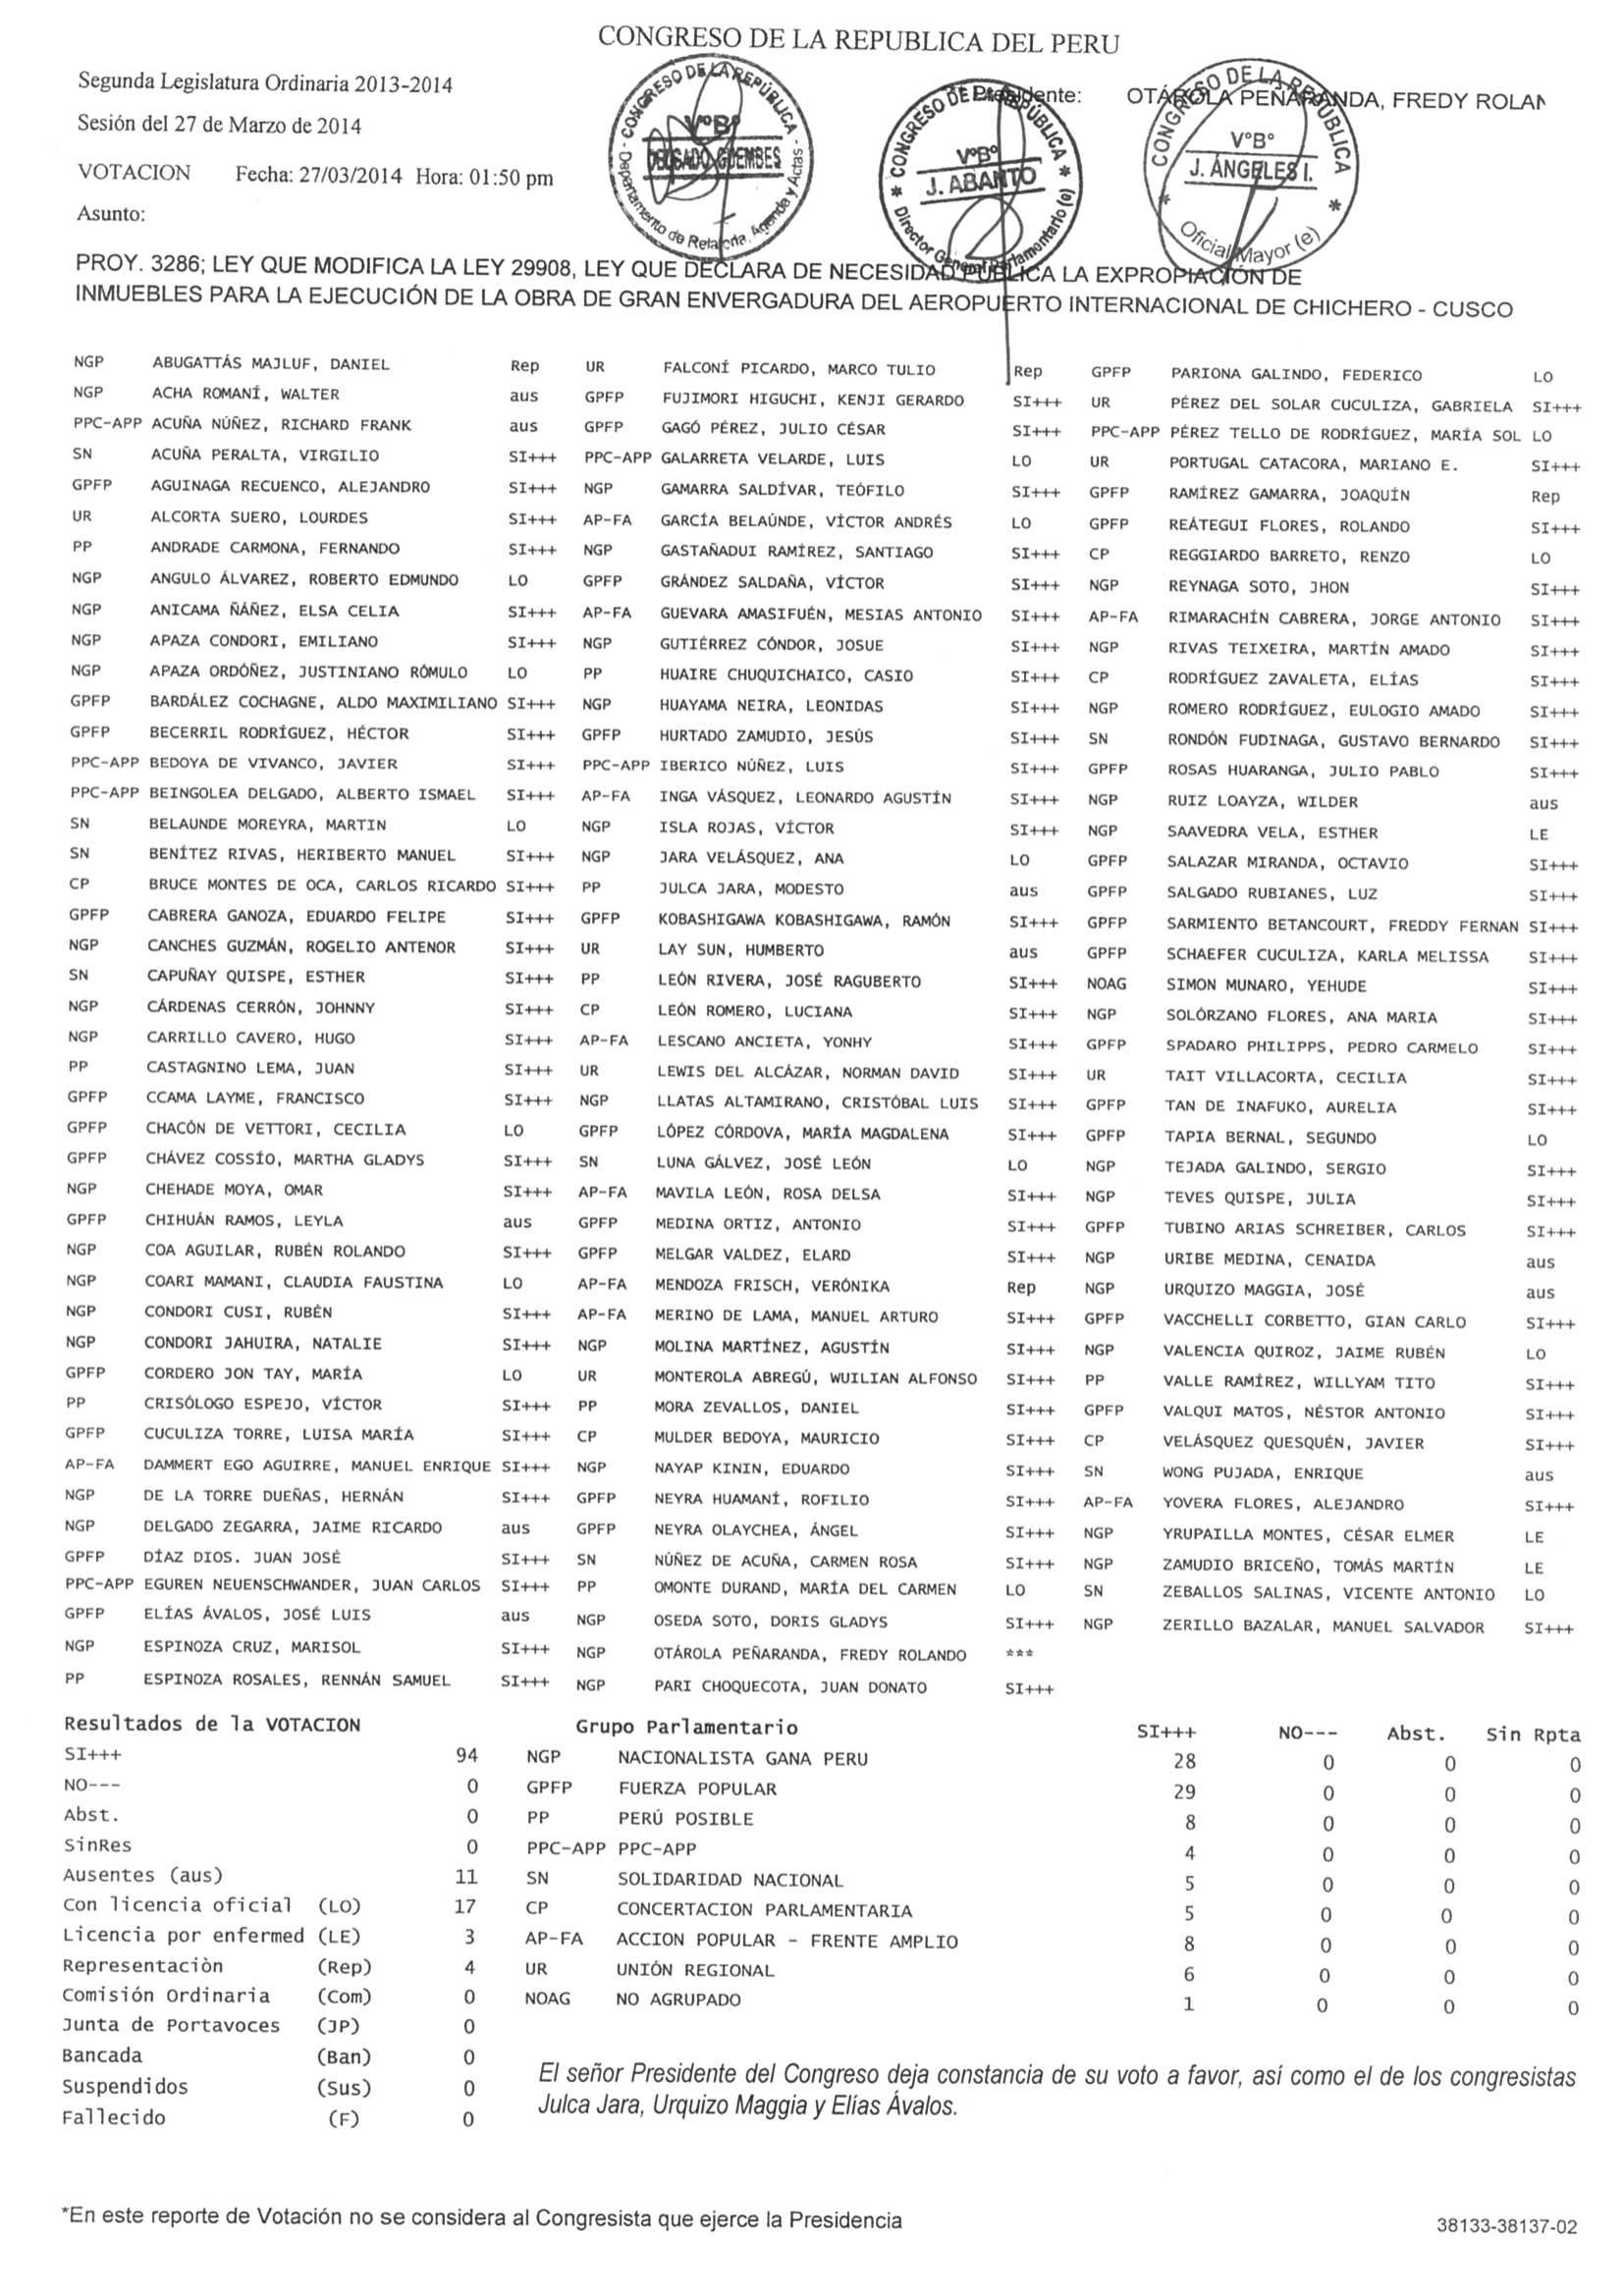 CONGRESO DE LA REPUBLICA DEL PERU
Segunda Legislatura Ordinaria 2013-2014
Presidente: OTÁROLA PEÑARANDA, FREDY ROLAN
Sesión del 27 de Marzo de 2014
VOTACION Fecha: 27/03/2014 Hora: 01:50 pm
Asunto:
CONGRESO DE LA REPÚBLICA
V°B°
DELGADO GUEMBES
Departamento de Relatoría, Agenda y Actas
CONGRESO DE LA REPÚBLICA
V°B°
J. ABANTO
Director General Parlamentario (e)
CONGRESO DE LA REPÚBLICA
V°B°
J. ÁNGELES I.
Oficial Mayor (e)
PROY. 3286; LEY QUE MODIFICA LA LEY 29908, LEY QUE DECLARA DE NECESIDAD PÚBLICA LA EXPROPIACIÓN DE
INMUEBLES PARA LA EJECUCIÓN DE LA OBRA DE GRAN ENVERGADURA DEL AEROPUERTO INTERNACIONAL DE CHICHERO - CUSCO
NGP ABUGATTÁS MAJLUF, DANIEL Rep UR FALCONÍ PICARDO, MARCO TULIO Rep GPFP PARIONA GALINDO, FEDERICO LO
NGP ACHA ROMANÍ, WALTER aus GPFP FUJIMORI HIGUCHI, KENJI GERARDO SI+++ UR PÉREZ DEL SOLAR CUCULIZA, GABRIELA SI+++
PPC-APP ACUÑA NÚÑEZ, RICHARD FRANK aus GPFP GAGÓ PÉREZ, JULIO CÉSAR SI+++ PPC-APP PÉREZ TELLO DE RODRÍGUEZ, MARÍA SOL LO
SN ACUÑA PERALTA, VIRGILIO SI+++ PPC-APP GALARRETA VELARDE, LUIS LO UR PORTUGAL CATACORA, MARIANO E. SI+++
GPFP AGUINAGA RECUENCO, ALEJANDRO SI+++ NGP GAMARRA SALDÍVAR, TEÓFILO SI+++ GPFP RAMÍREZ GAMARRA, JOAQUÍN Rep
UR ALCORTA SUERO, LOURDES SI+++ AP-FA GARCÍA BELAÚNDE, VÍCTOR ANDRÉS LO GPFP REÁTEGUI FLORES, ROLANDO SI+++
PP ANDRADE CARMONA, FERNANDO SI+++ NGP GASTAÑADUI RAMÍREZ, SANTIAGO SI+++ CP REGGIARDO BARRETO, RENZO LO
NGP ANGULO ÁLVAREZ, ROBERTO EDMUNDO LO GPFP GRÁNDEZ SALDAÑA, VÍCTOR SI+++ NGP REYNAGA SOTO, JHON SI+++
NGP ANICAMA ÑÁÑEZ, ELSA CELIA SI+++ AP-FA GUEVARA AMASIFUÉN, MESIAS ANTONIO SI+++ AP-FA RIMARACHÍN CABRERA, JORGE ANTONIO SI+++
NGP APAZA CONDORI, EMILIANO SI+++ NGP GUTIÉRREZ CÓNDOR, JOSUE SI+++ NGP RIVAS TEIXEIRA, MARTÍN AMADO SI+++
NGP APAZA ORDÓÑEZ, JUSTINIANO RÓMULO LO PP HUAIRE CHUQUICHAICO, CASIO SI+++ CP RODRÍGUEZ ZAVALETA, ELÍAS SI+++
GPFP BARDÁLEZ COCHAGNE, ALDO MAXIMILIANO SI+++ NGP HUAYAMA NEIRA, LEONIDAS SI+++ NGP ROMERO RODRÍGUEZ, EULOGIO AMADO SI+++
GPFP BECERRIL RODRÍGUEZ, HÉCTOR SI+++ GPFP HURTADO ZAMUDIO, JESÚS SI+++ SN RONDÓN FUDINAGA, GUSTAVO BERNARDO SI+++
PPC-APP BEDOYA DE VIVANCO, JAVIER SI+++ PPC-APP IBERICO NÚÑEZ, LUIS SI+++ GPFP ROSAS HUARANGA, JULIO PABLO SI+++
PPC-APP BEINGOLEA DELGADO, ALBERTO ISMAEL SI+++ AP-FA INGA VÁSQUEZ, LEONARDO AGUSTÍN SI+++ NGP RUIZ LOAYZA, WILDER aus
SN BELAUNDE MOREYRA, MARTIN LO NGP ISLA ROJAS, VÍCTOR SI+++ NGP SAAVEDRA VELA, ESTHER LE
SN BENÍTEZ RIVAS, HERIBERTO MANUEL SI+++ NGP JARA VELÁSQUEZ, ANA LO GPFP SALAZAR MIRANDA, OCTAVIO SI+++
CP BRUCE MONTES DE OCA, CARLOS RICARDO SI+++ PP JULCA JARA, MODESTO aus GPFP SALGADO RUBIANES, LUZ SI+++
GPFP CABRERA GANOZA, EDUARDO FELIPE SI+++ GPFP KOBASHIGAWA KOBASHIGAWA, RAMÓN SI+++ GPFP SARMIENTO BETANCOURT, FREDDY FERNAN SI+++
NGP CANCHES GUZMÁN, ROGELIO ANTENOR SI+++ UR LAY SUN, HUMBERTO aus GPFP SCHAEFER CUCULIZA, KARLA MELISSA SI+++
SN CAPUÑAY QUISPE, ESTHER SI+++ PP LEÓN RIVERA, JOSÉ RAGUBERTO SI+++ NOAG SIMON MUNARO, YEHUDE SI+++
NGP CÁRDENAS CERRÓN, JOHNNY SI+++ CP LEÓN ROMERO, LUCIANA SI+++ NGP SOLÓRZANO FLORES, ANA MARIA SI+++
NGP CARRILLO CAVERO, HUGO SI+++ AP-FA LESCANO ANCIETA, YONHY SI+++ GPFP SPADARO PHILIPPS, PEDRO CARMELO SI+++
PP CASTAGNINO LEMA, JUAN SI+++ UR LEWIS DEL ALCÁZAR, NORMAN DAVID SI+++ UR TAIT VILLACORTA, CECILIA SI+++
GPFP CCAMA LAYME, FRANCISCO SI+++ NGP LLATAS ALTAMIRANO, CRISTÓBAL LUIS SI+++ GPFP TAN DE INAFUKO, AURELIA SI+++
GPFP CHACÓN DE VETTORI, CECILIA LO GPFP LÓPEZ CÓRDOVA, MARÍA MAGDALENA SI+++ GPFP TAPIA BERNAL, SEGUNDO LO
GPFP CHÁVEZ COSSÍO, MARTHA GLADYS SI+++ SN LUNA GÁLVEZ, JOSÉ LEÓN LO NGP TEJADA GALINDO, SERGIO SI+++
NGP CHEHADE MOYA, OMAR SI+++ AP-FA MAVILA LEÓN, ROSA DELSA SI+++ NGP TEVES QUISPE, JULIA SI+++
GPFP CHIHUÁN RAMOS, LEYLA aus GPFP MEDINA ORTIZ, ANTONIO SI+++ GPFP TUBINO ARIAS SCHREIBER, CARLOS SI+++
NGP COA AGUILAR, RUBÉN ROLANDO SI+++ GPFP MELGAR VALDEZ, ELARD SI+++ NGP URIBE MEDINA, CENAIDA aus
NGP COARI MAMANI, CLAUDIA FAUSTINA LO AP-FA MENDOZA FRISCH, VERÓNIKA Rep NGP URQUIZO MAGGIA, JOSÉ aus
NGP CONDORI CUSI, RUBÉN SI+++ AP-FA MERINO DE LAMA, MANUEL ARTURO SI+++ GPFP VACCHELLI CORBETTO, GIAN CARLO SI+++
NGP CONDORI JAHUIRA, NATALIE SI+++ NGP MOLINA MARTÍNEZ, AGUSTÍN SI+++ NGP VALENCIA QUIROZ, JAIME RUBÉN LO
GPFP CORDERO JON TAY, MARÍA LO UR MONTEROLA ABREGÚ, WUILIAN ALFONSO SI+++ PP VALLE RAMÍREZ, WILLYAM TITO SI+++
PP CRISÓLOGO ESPEJO, VÍCTOR SI+++ PP MORA ZEVALLOS, DANIEL SI+++ GPFP VALQUI MATOS, NÉSTOR ANTONIO SI+++
GPFP CUCULIZA TORRE, LUISA MARÍA SI+++ CP MULDER BEDOYA, MAURICIO SI+++ CP VELÁSQUEZ QUESQUÉN, JAVIER SI+++
AP-FA DAMMERT EGO AGUIRRE, MANUEL ENRIQUE SI+++ NGP NAYAP KININ, EDUARDO SI+++ SN WONG PUJADA, ENRIQUE aus
NGP DE LA TORRE DUEÑAS, HERNÁN SI+++ GPFP NEYRA HUAMANÍ, ROFILIO SI+++ AP-FA YOVERA FLORES, ALEJANDRO SI+++
NGP DELGADO ZEGARRA, JAIME RICARDO aus GPFP NEYRA OLAYCHEA, ÁNGEL SI+++ NGP YRUPAILLA MONTES, CÉSAR ELMER LE
GPFP DÍAZ DIOS. JUAN JOSÉ SI+++ SN NÚÑEZ DE ACUÑA, CARMEN ROSA SI+++ NGP ZAMUDIO BRICEÑO, TOMÁS MARTÍN LE
PPC-APP EGUREN NEUENSCHWANDER, JUAN CARLOS SI+++ PP OMONTE DURAND, MARÍA DEL CARMEN LO SN ZEBALLOS SALINAS, VICENTE ANTONIO LO
GPFP ELÍAS ÁVALOS, JOSÉ LUIS aus NGP OSEDA SOTO, DORIS GLADYS SI+++ NGP ZERILLO BAZALAR, MANUEL SALVADOR SI+++
NGP ESPINOZA CRUZ, MARISOL SI+++ NGP OTÁROLA PEÑARANDA, FREDY ROLANDO ***
PP ESPINOZA ROSALES, RENNÁN SAMUEL SI+++ NGP PARI CHOQUECOTA, JUAN DONATO SI+++
Resultados de la VOTACION Grupo Parlamentario SI+++ NO--- Abst. Sin Rpta
SI+++ 94 NGP NACIONALISTA GANA PERU 28 0 0 0
NO--- 0 GPFP FUERZA POPULAR 29 0 0 0
Abst. 0 PP PERÚ POSIBLE 8 0 0 0
SinRes 0 PPC-APP PPC-APP 4 0 0 0
Ausentes (aus) 11 SN SOLIDARIDAD NACIONAL 5 0 0 0
Con licencia oficial (LO) 17 CP CONCERTACION PARLAMENTARIA 5 0 0 0
Licencia por enfermed (LE) 3 AP-FA ACCION POPULAR - FRENTE AMPLIO 8 0 0 0
Representaciòn (Rep) 4 UR UNIÓN REGIONAL 6 0 0 0
Comisión Ordinaria (Com) 0 NOAG NO AGRUPADO 1 0 0 0
Junta de Portavoces (JP) 0
Bancada (Ban) 0
Suspendidos (Sus) 0
Fallecido (F) 0
El señor Presidente del Congreso deja constancia de su voto a favor, así como el de los congresistas
Julca Jara, Urquizo Maggia y Elías Ávalos.
*En este reporte de Votación no se considera al Congresista que ejerce la Presidencia
38133-38137-02